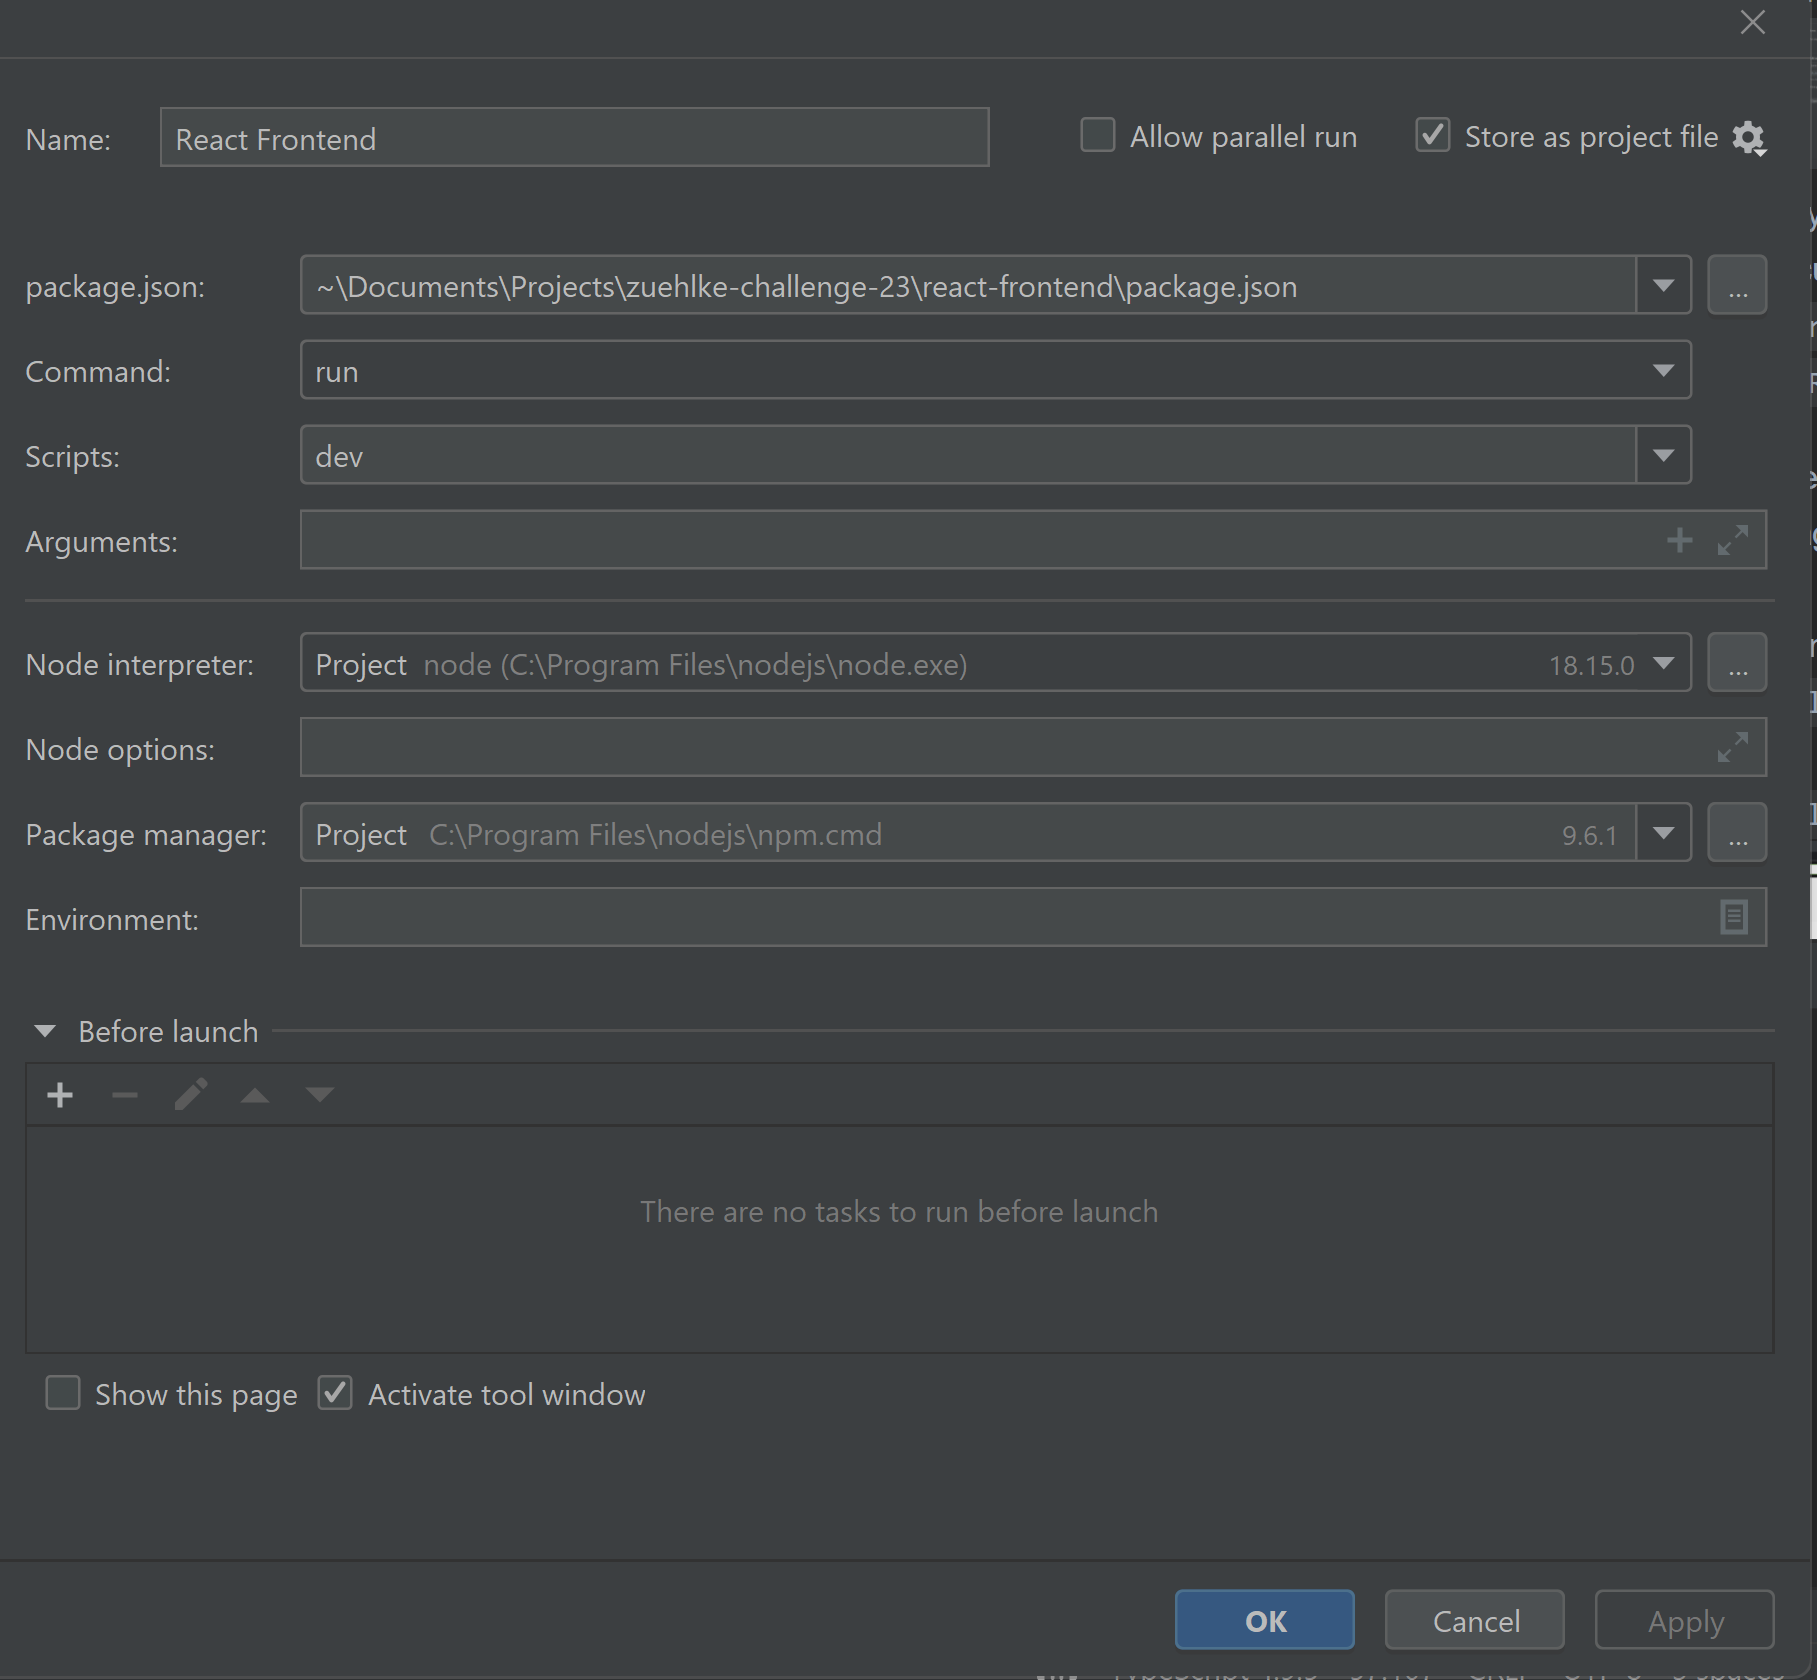 Name: React Frontend Allow parallel run Store as project file
package.json: ~\Documents\Projects\zuehlke-challenge-23\react-frontend\package.json ...
Command: run
Scripts: dev
Arguments:
Node interpreter: Project node (C:\Program Files\nodejs\node.exe) 18.15.0 ...
Node options:
Package manager: Project C:\Program Files\nodejs\npm.cmd 9.6.1 ...
Environment:
Before launch
There are no tasks to run before launch
Show this page Activate tool window
OK Cancel Apply